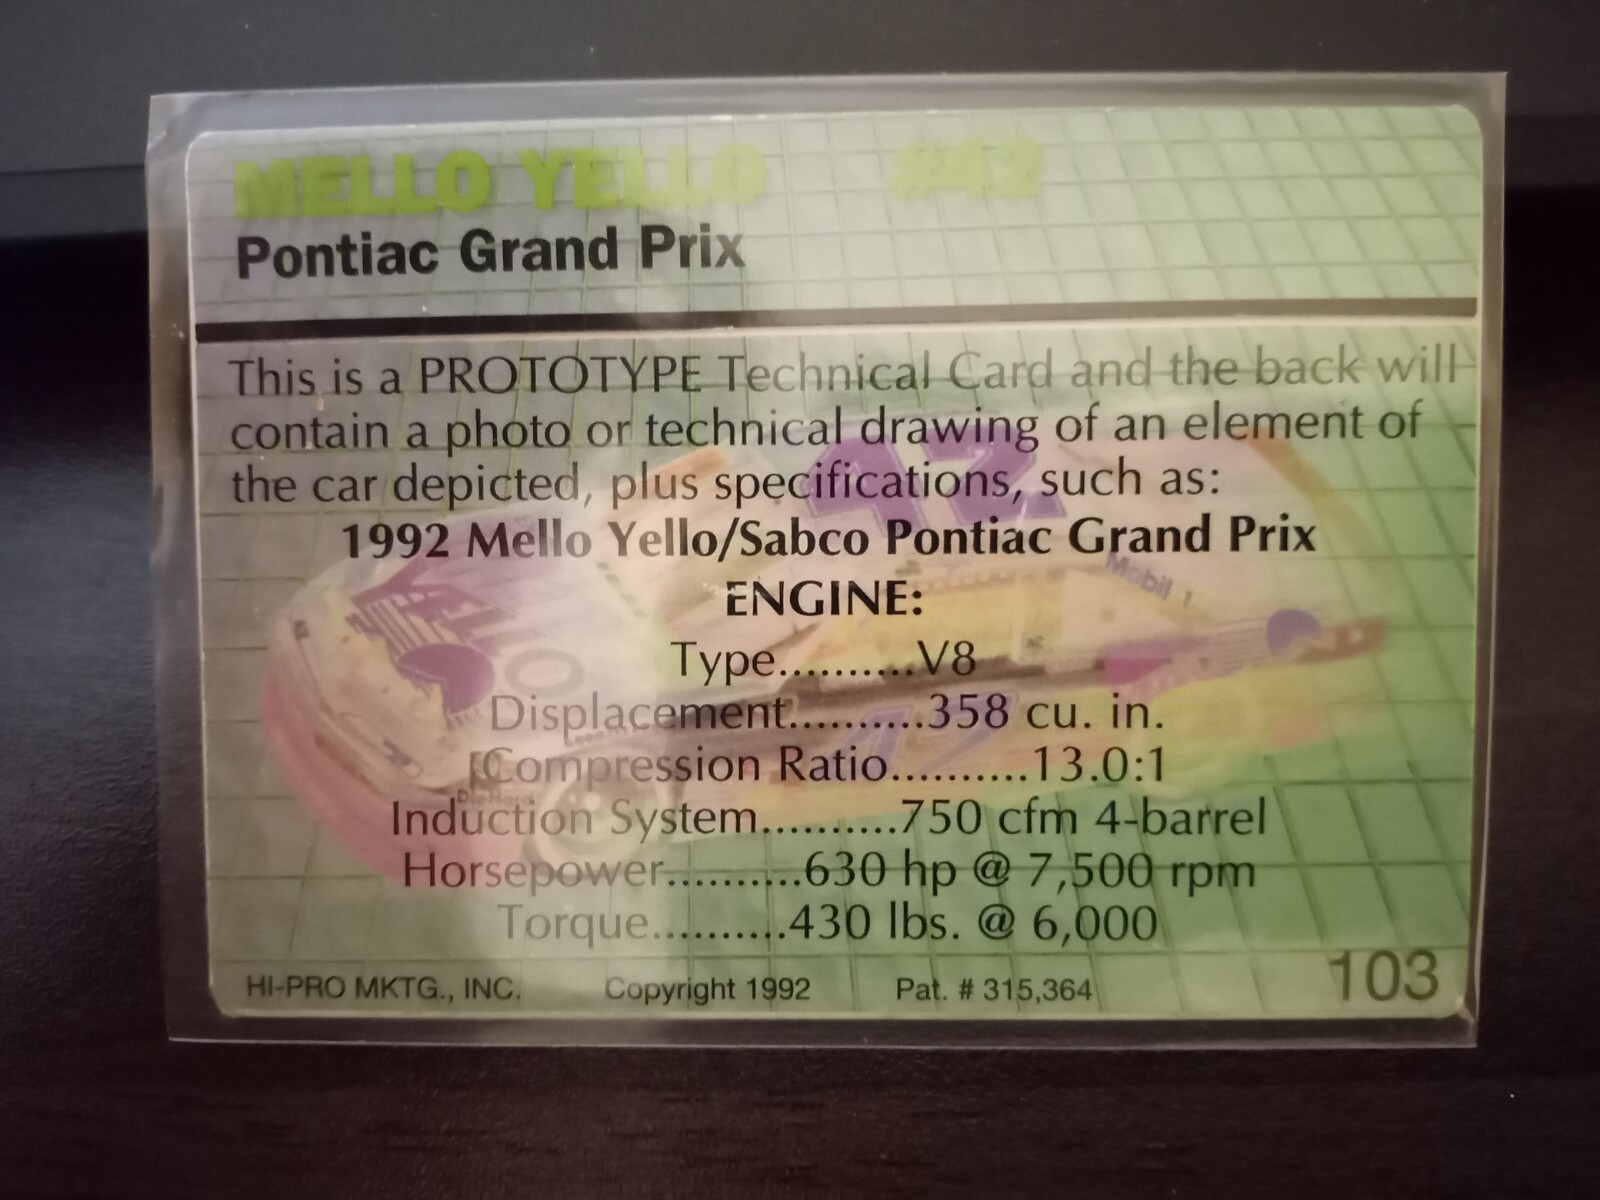 MELLO YELLO #42
Pontiac Grand Prix
This is a PROTOTYPE Technical Card and the back will
contain a photo or technical drawing of an element of
the car depicted, plus specifications, such as:
1992 Mello Yello/Sabco Pontiac Grand Prix
ENGINE:
Type..........V8
Displacement..........358 cu. in.
Compression Ratio..........13.0:1
Induction System..........750 cfm 4-barrel
Horsepower..........630 hp @ 7,500 rpm
Torque..........430 lbs. @ 6,000
HI-PRO MKTG., INC. Copyright 1992 Pat. # 315,364 103
42
Mobil 1